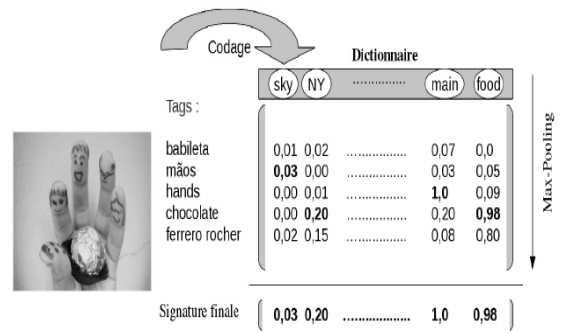 Codage
Dictionnaire
sky NY ............... main food
Tags :
babileta 0,01 0,02 ................. 0,07 0,0
mãos 0,03 0,00 ................. 0,03 0,05
hands 0,00 0,01 ................. 1,0 0,09
chocolate 0,00 0,20 ................. 0,20 0,98
ferrero rocher 0,02 0,15 ................. 0,08 0,80
Max-Pooling
Signature finale 0,03 0,20 ................... 1,0 0,98